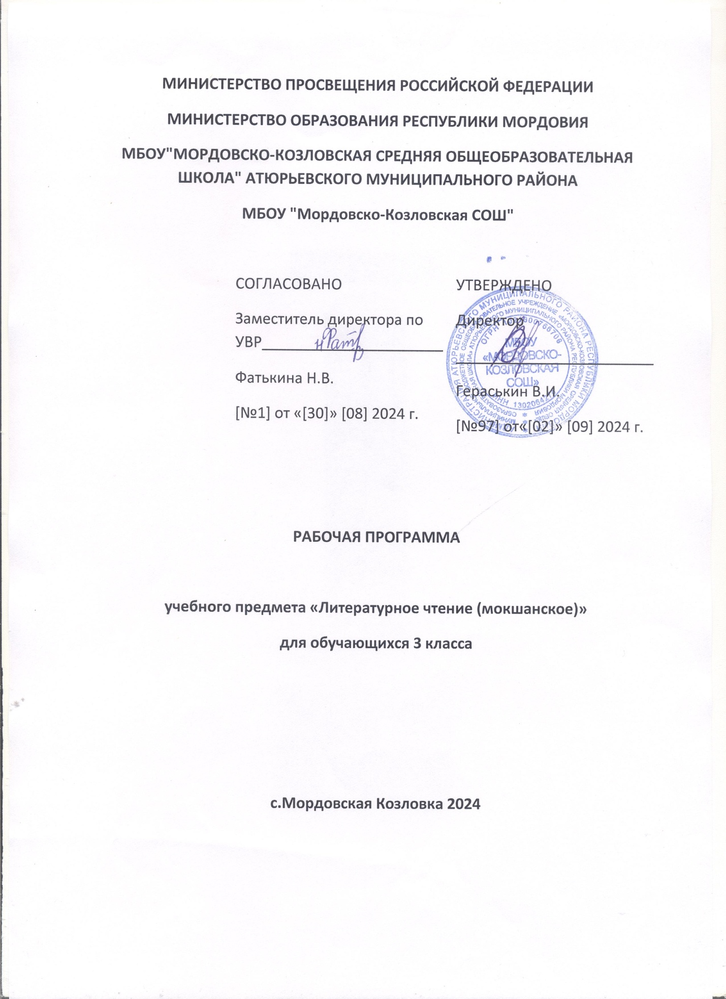 МИНИСТЕРСТВО ПРОСВЕЩЕНИЯ РОССИЙСКОЙ ФЕДЕРАЦИИ
МИНИСТЕРСТВО ОБРАЗОВАНИЯ РЕСПУБЛИКИ МОРДОВИЯ
МБОУ"МОРДОВСКО-КОЗЛОВСКАЯ СРЕДНЯЯ ОБЩЕОБРАЗОВАТЕЛЬНАЯ
ШКОЛА" АТЮРЬЕВСКОГО МУНИЦИПАЛЬНОГО РАЙОНА
МБОУ "Мордовско-Козловская СОШ"
СОГЛАСОВАНО
Заместитель директора по
УВР
Фатькина Н.В.
[№1] от «[30]» [08] 2024 г.
УТВЕРЖДЕНО
Директор
Гераськин В.И.
[№97] от«[02]» [09] 2024 г.
МБОУ
«МОРДОВСКО-
КОЗЛОВСКАЯ
СОШ»
РАБОЧАЯ ПРОГРАММА
учебного предмета «Литературное чтение (мокшанское)»
для обучающихся 3 класса
с.Мордовская Козловка 2024